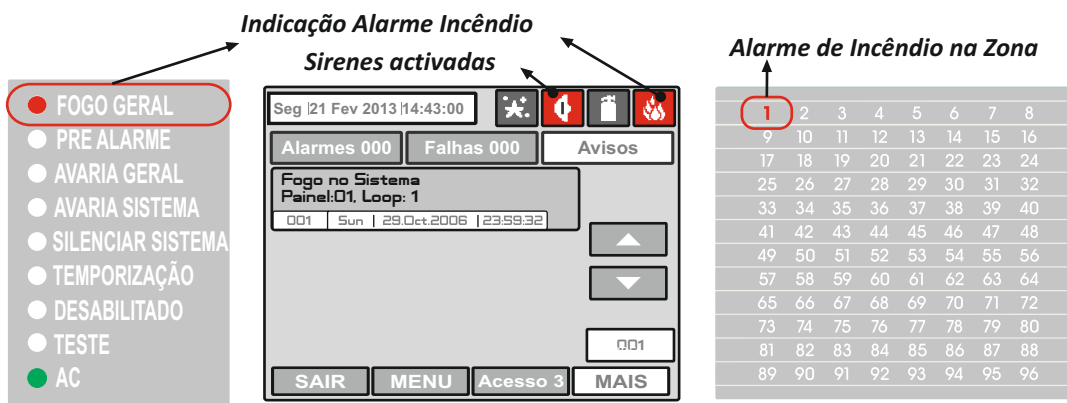 Indicação Alarme Incêndio
Sirenes activadas
Alarme de Incêndio na Zona
FOGO GERAL
PRE ALARME
AVARIA GERAL
AVARIA SISTEMA
SILENCIAR SISTEMA
TEMPORIZAÇÃO
DESABILITADO
TESTE
AC
Seg |21 Fev 2013 |14:43:00
Alarmes 000 Falhas 000 Avisos
Fogo no Sistema
Painel:01, Loop: 1
001 Sun | 29.Oct.2006 |23:59:32
001
SAIR MENU Acesso 3 MAIS
1 2 3 4 5 6 7 8
9 10 11 12 13 14 15 16
17 18 19 20 21 22 23 24
25 26 27 28 29 30 31 32
33 34 35 36 37 38 39 40
41 42 43 44 45 46 47 48
49 50 51 52 53 54 55 56
57 58 59 60 61 62 63 64
65 66 67 68 69 70 71 72
73 74 75 76 77 78 79 80
81 82 83 84 85 86 87 88
89 90 91 92 93 94 95 96